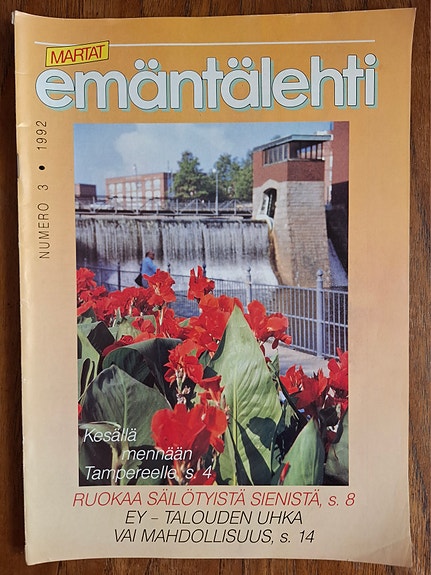 MARTAT
emäntälehti
NUMERO 3 • 1992
Kesällä
mennään
Tampereelle, s. 4
RUOKAA SÄILÖTYISTÄ SIENISTÄ, s. 8
EY – TALOUDEN UHKA
VAI MAHDOLLISUUS, s. 14